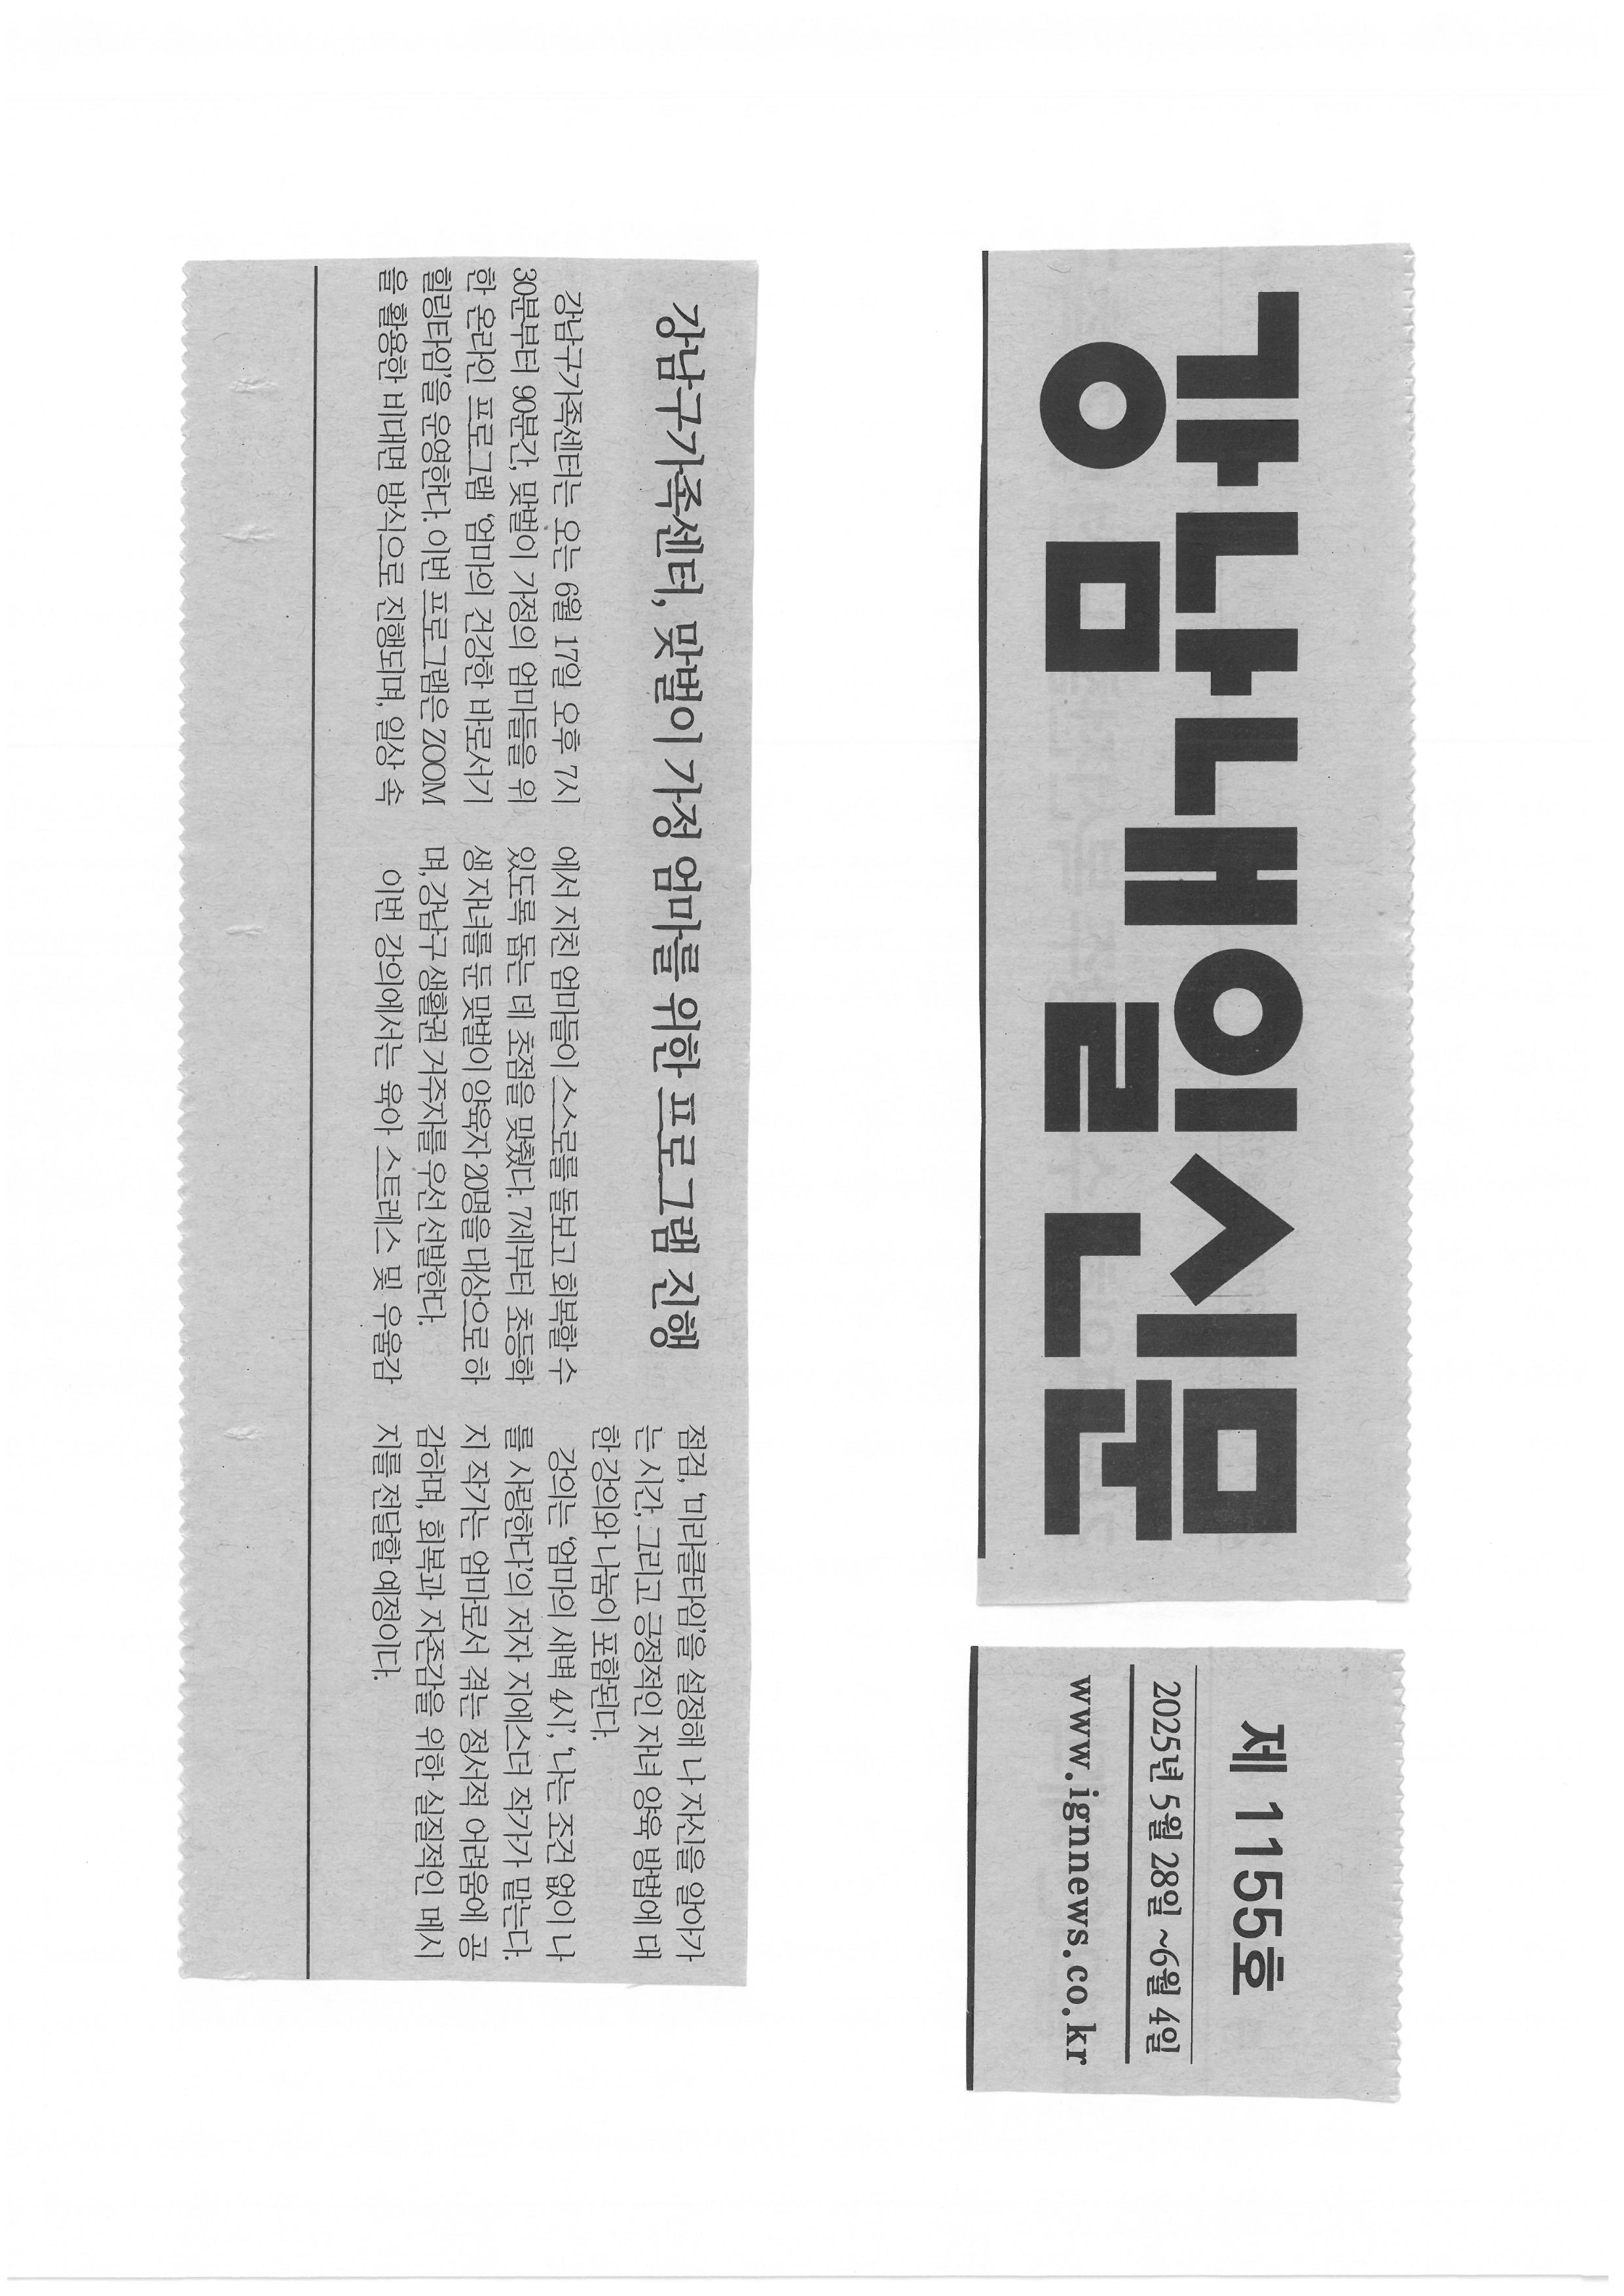 강남내일신문
제 1155호
2025년 5월 28일 ~6월 4일
www.ignnews.co.kr
강남구가족센터, 맞벌이 가정 엄마를 위한 프로그램 진행
강남구가족센터는 오는 6월 17일 오후 7시
30분부터 90분간, 맞벌이 가정의 엄마들을 위
한 온라인 프로그램 ‘엄마의 건강한 바로서기
힐링타임’을 운영한다. 이번 프로그램은 ZOOM
을 활용한 비대면 방식으로 진행되며, 일상 속
에서 지친 엄마들이 스스로를 돌보고 회복할 수
있도록 돕는 데 초점을 맞췄다. 7세부터 초등학
생 자녀를 둔 맞벌이 양육자 20명을 대상으로 하
며, 강남구 생활권 거주자를 우선 선발한다.
이번 강의에서는 육아 스트레스 및 우울감
점검, ‘미라클타임’을 설정해 나 자신을 알아가
는 시간, 그리고 긍정적인 자녀 양육 방법에 대
한 강의와 나눔이 포함된다.
강의는 ‘엄마의 새벽 4시’, ‘나는 조건 없이 나
를 사랑한다’의 저자 지에스더 작가가 맡는다.
지 작가는 엄마로서 겪는 정서적 어려움에 공
감하며, 회복과 자존감을 위한 실질적인 메시
지를 전달할 예정이다.